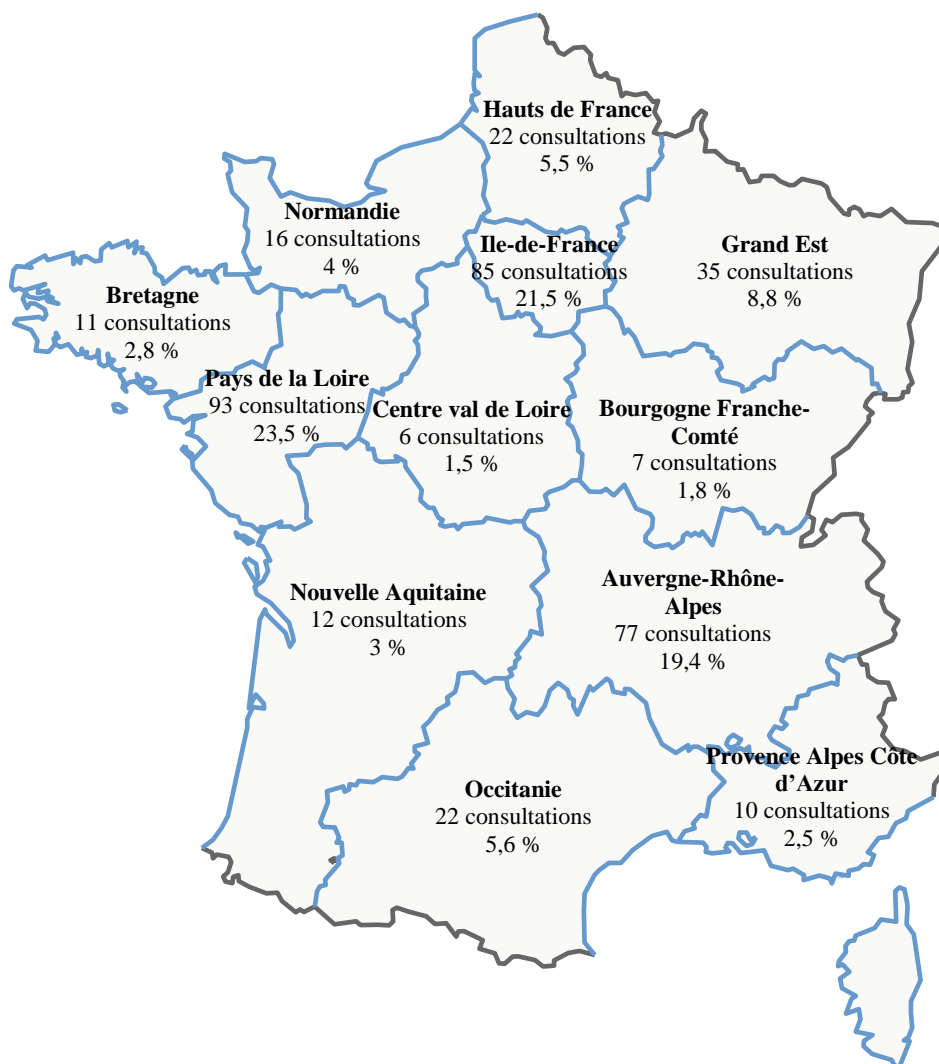 Hauts de France
22 consultations
5,5 %
Normandie
16 consultations
4 %
Ile-de-France
85 consultations
21,5 %
Grand Est
35 consultations
8,8 %
Bretagne
11 consultations
2,8 %
Pays de la Loire
93 consultations
23,5 %
Centre val de Loire
6 consultations
1,5 %
Bourgogne Franche-
Comté
7 consultations
1,8 %
Nouvelle Aquitaine
12 consultations
3 %
Auvergne-Rhône-
Alpes
77 consultations
19,4 %
Occitanie
22 consultations
5,6 %
Provence Alpes Côte
d’Azur
10 consultations
2,5 %